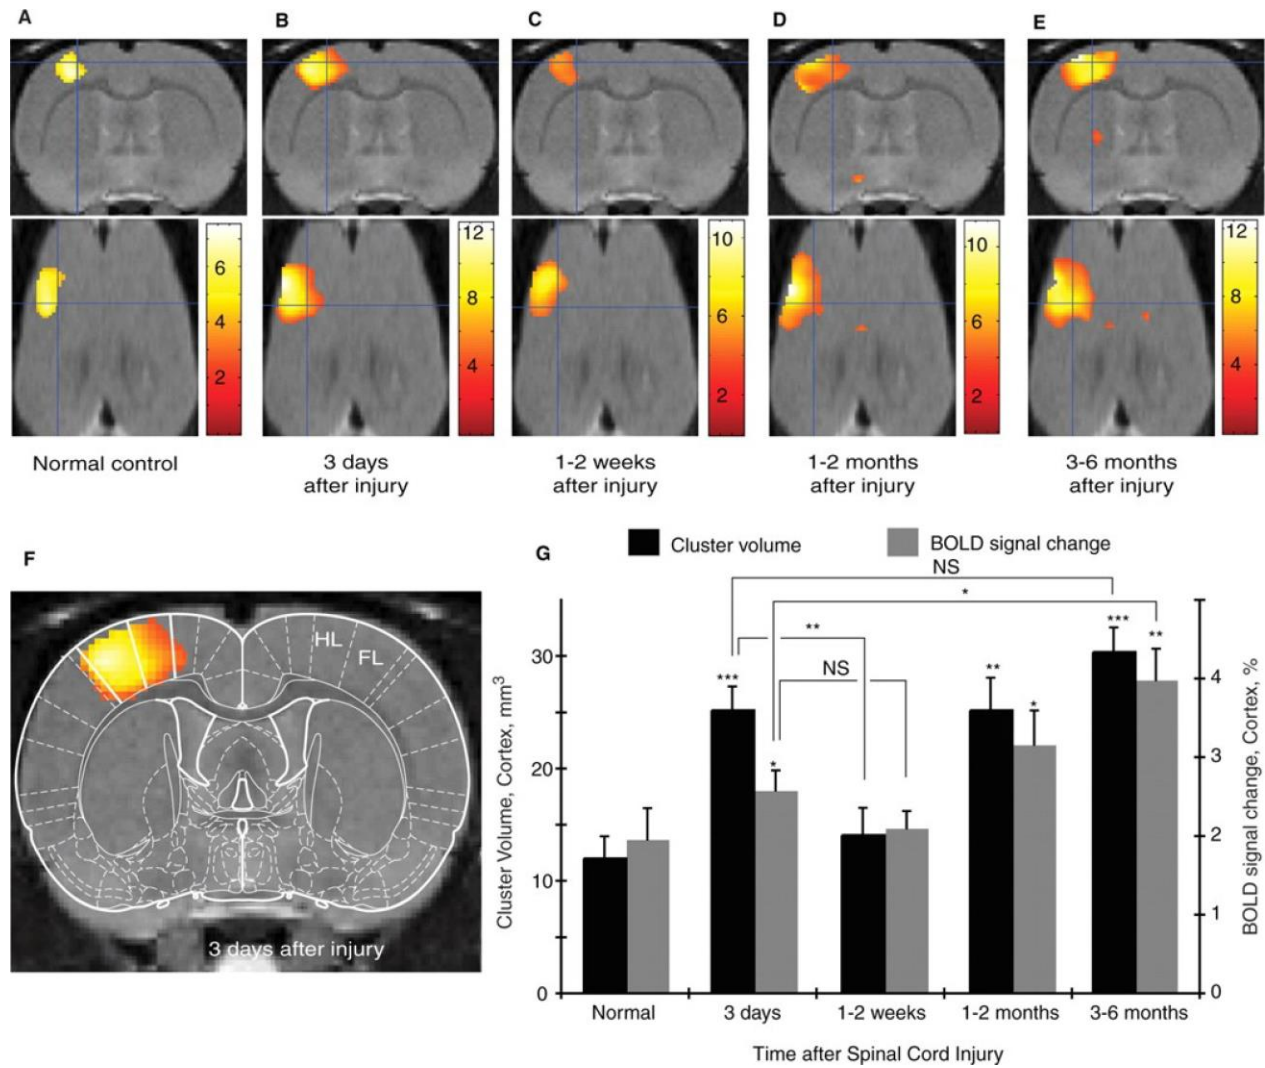 A
B
C
D
E
6
4
2
12
8
4
10
6
2
10
6
2
12
8
4
Normal control
3 days
after injury
1-2 weeks
after injury
1-2 months
after injury
3-6 months
after injury
F
HL
FL
3 days after injury
G
Cluster volume
BOLD signal change
NS
*
**
NS
***
*
**
*
***
**
Cluster Volume, Cortex, mm³
30
20
10
0
BOLD signal change, Cortex, %
4
3
2
1
0
Normal
3 days
1-2 weeks
1-2 months
3-6 months
Time after Spinal Cord Injury